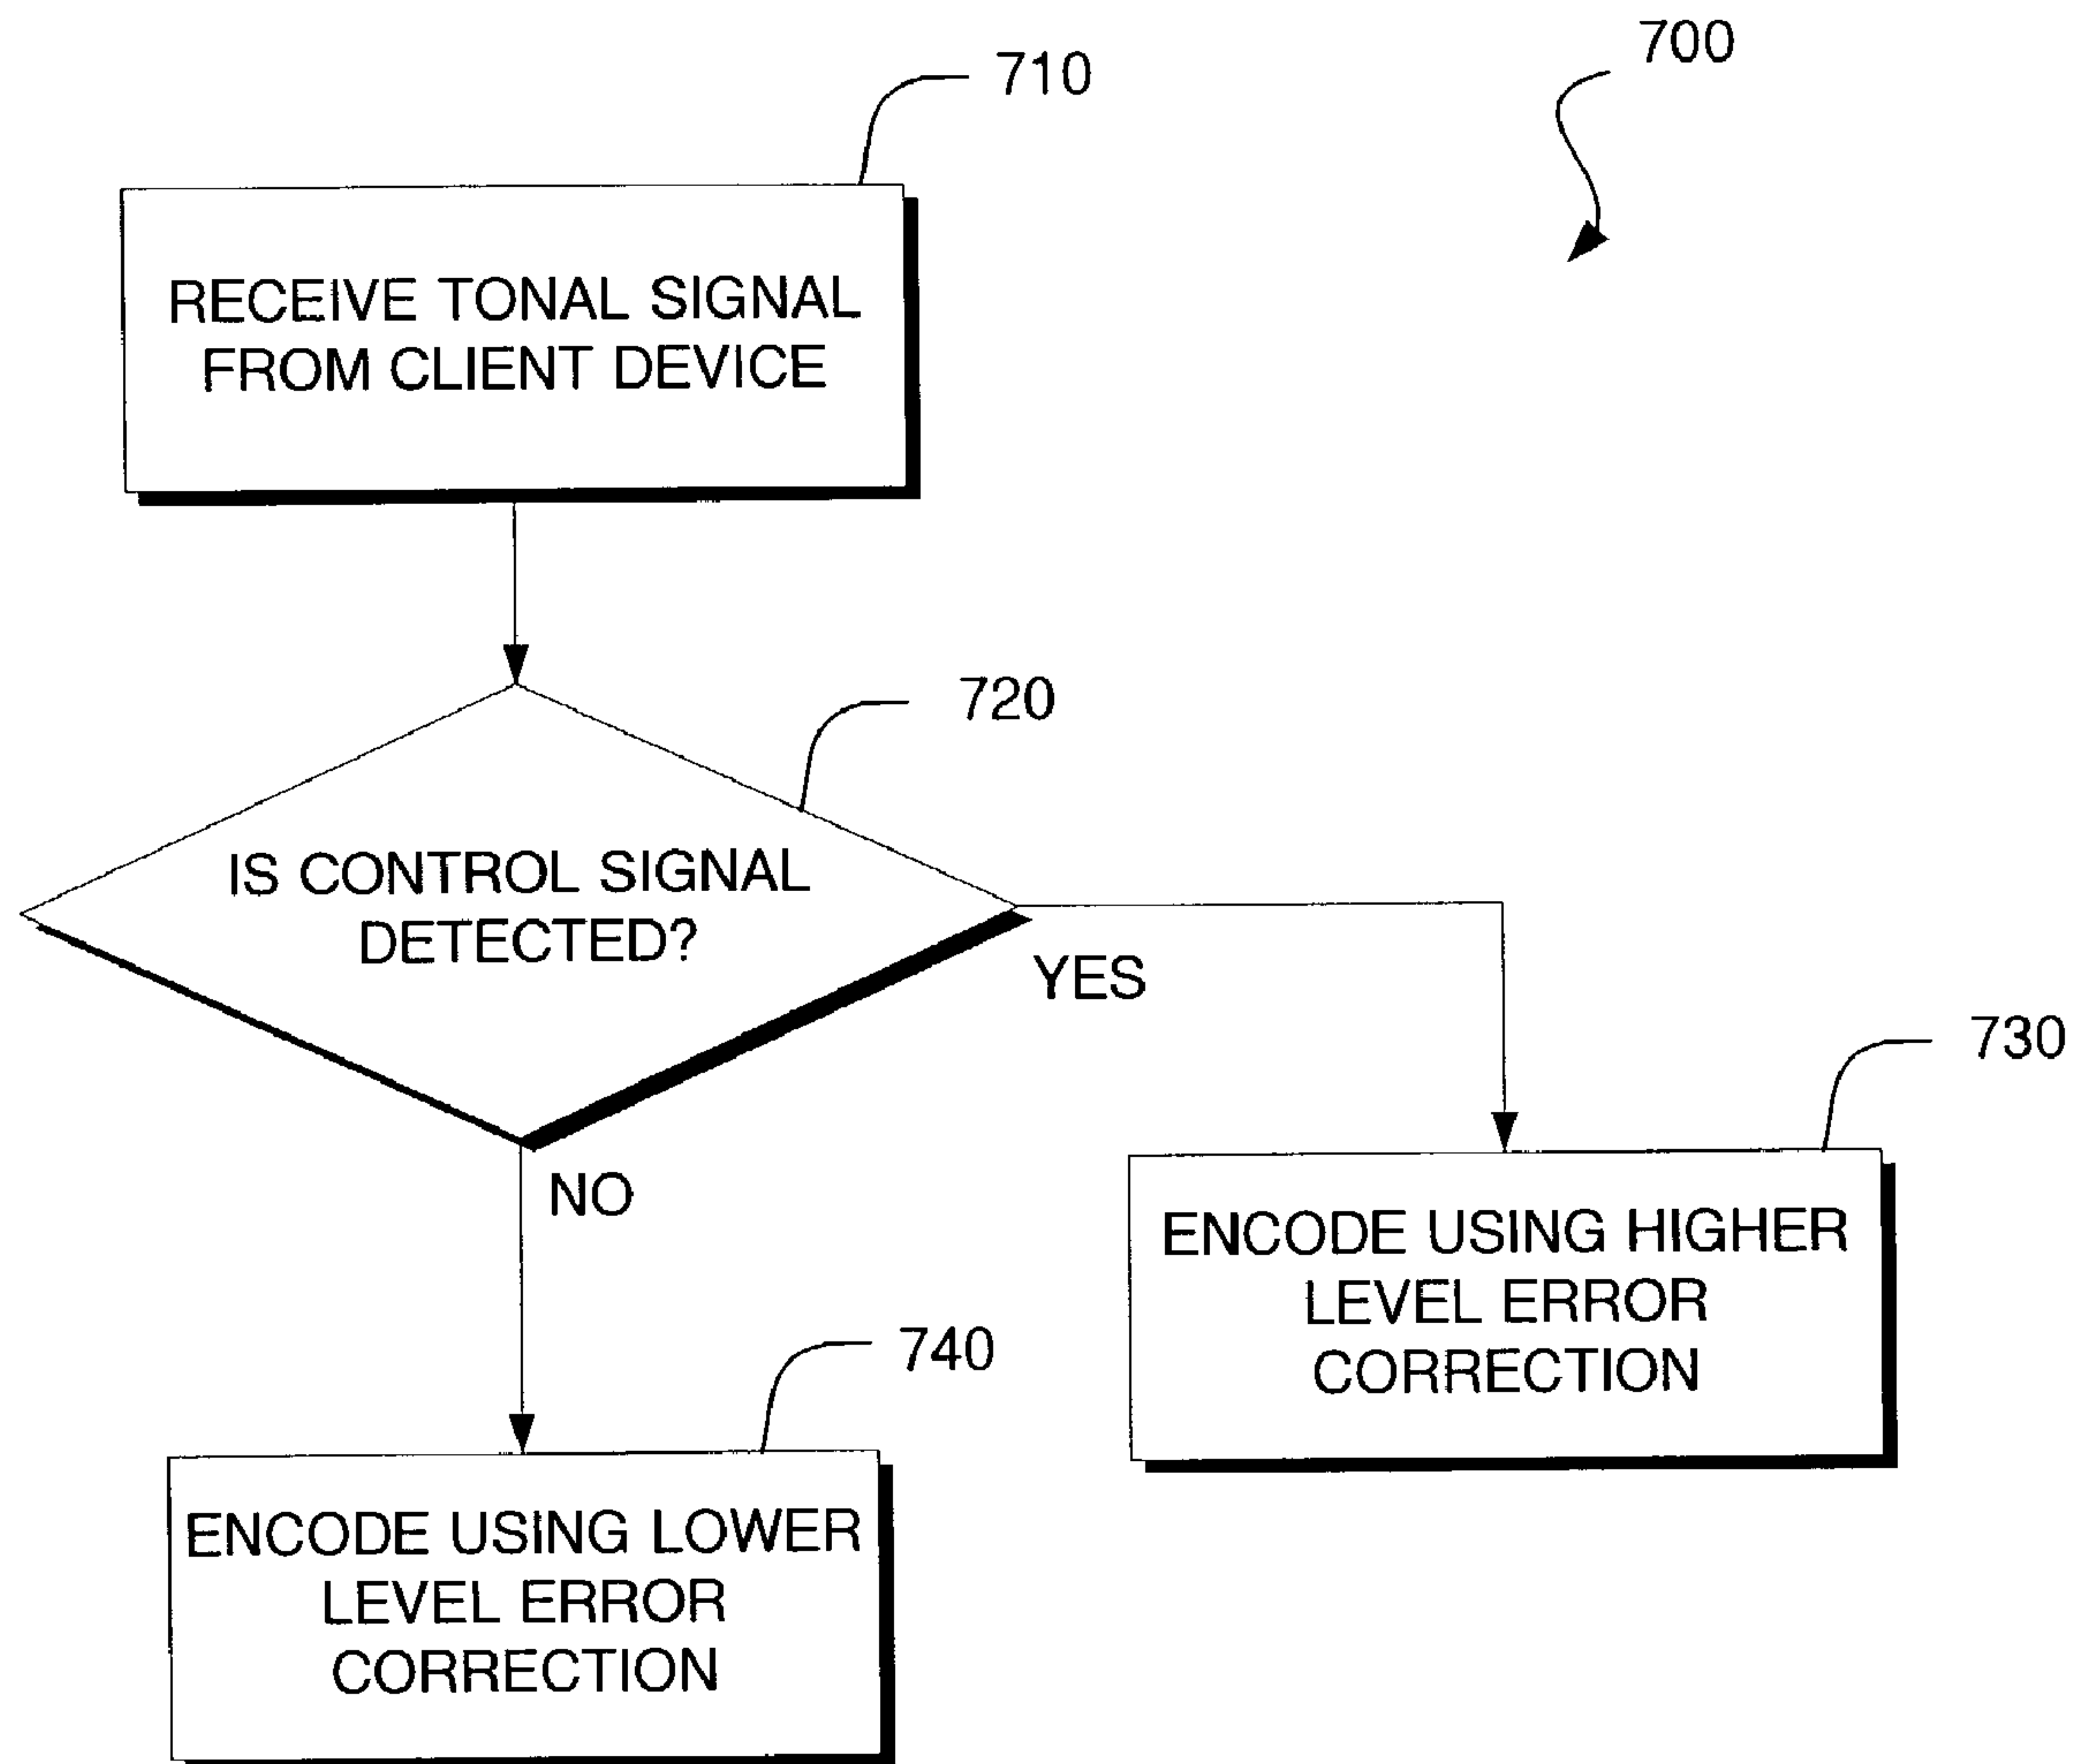 700
710
RECEIVE TONAL SIGNAL
FROM CLIENT DEVICE
720
IS CONTROL SIGNAL
DETECTED?
YES
NO
730
ENCODE USING HIGHER
LEVEL ERROR
CORRECTION
740
ENCODE USING LOWER
LEVEL ERROR
CORRECTION